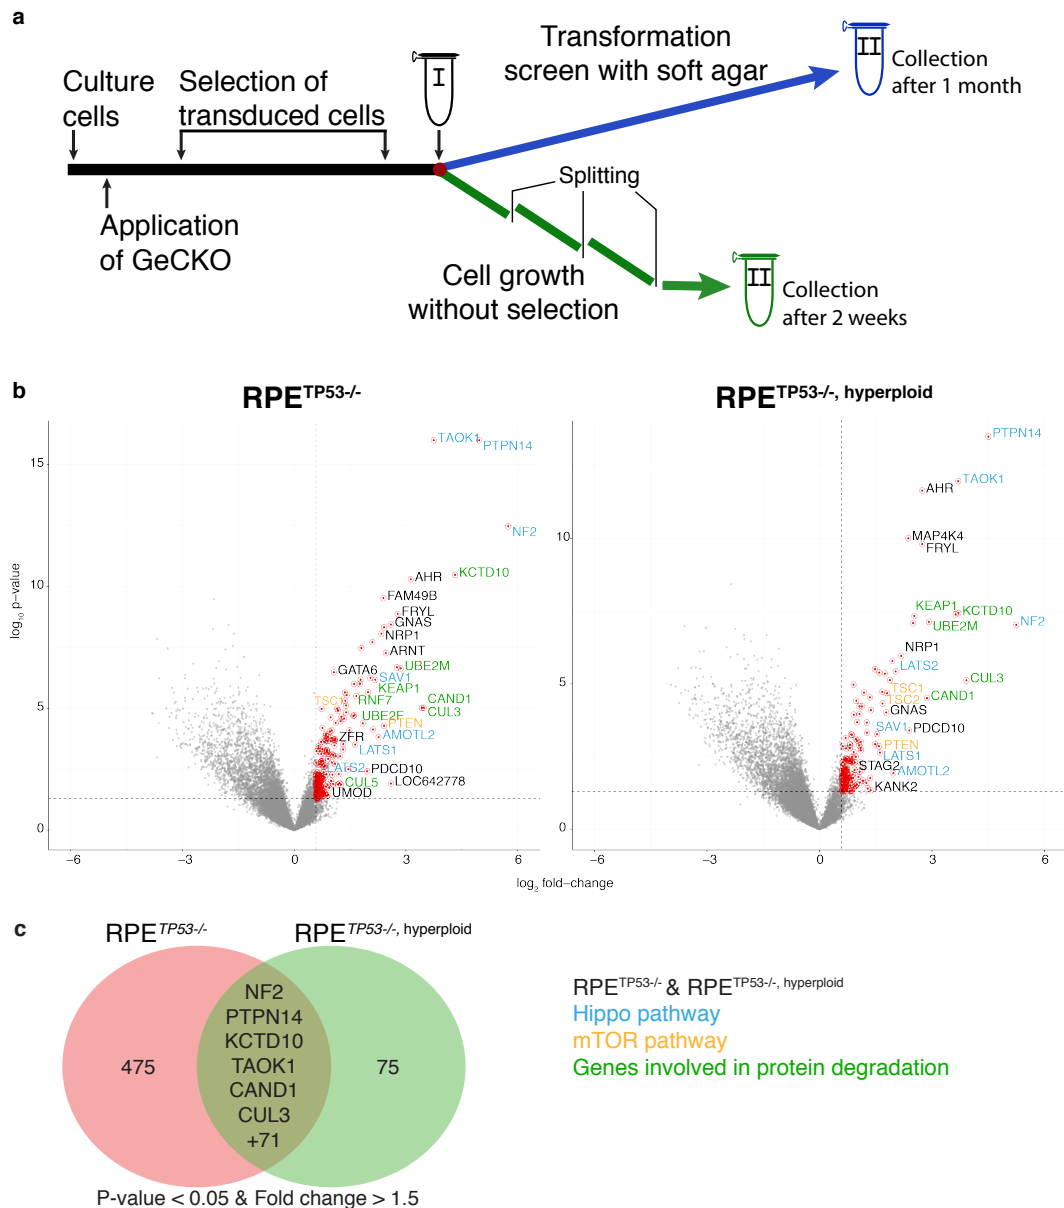 a
Culture
cells
Selection of
transduced cells
I
Transformation
screen with soft agar
II
Collection
after 1 month
Application
of GeCKO
Splitting
Cell growth
without selection
II
Collection
after 2 weeks
b
RPETP53-/-
RPETP53-/-, hyperploid
log10 p-value
15
10
5
0
−6
−3
0
3
6
TAOK1
PTPN14
NF2
KCTD10
AHR
FAM49B
FRYL
GNAS
NRP1
ARNT
UBE2M
GATA6
SAV1
KEAP1
TSC1
RNF7
CAND1
CUL3
UBE2F
PTEN
ZFR
AMOTL2
LATS1
LATS2
PDCD10
CUL5
LOC642778
UMOD
10
5
0
−6
−3
0
3
6
PTPN14
TAOK1
AHR
MAP4K4
FRYL
KEAP1
KCTD10
UBE2M
NF2
NRP1
LATS2
CUL3
TSC1
TSC2
CAND1
GNAS
SAV1
PDCD10
PTEN
LATS1
STAG2
AMOTL2
KANK2
log2 fold−change
c
RPETP53-/-
RPETP53-/-, hyperploid
475
NF2
PTPN14
KCTD10
TAOK1
CAND1
CUL3
+71
75
P-value < 0.05 & Fold change > 1.5
RPETP53-/- & RPETP53-/-, hyperploid
Hippo pathway
mTOR pathway
Genes involved in protein degradation